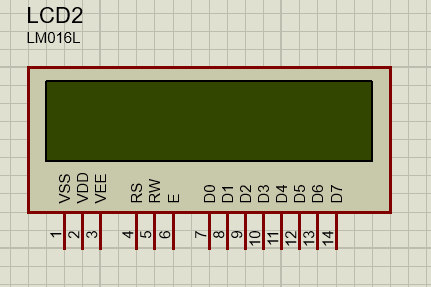 LCD2
LM016L
VSS VDD VEE RS RW E D0 D1 D2 D3 D4 D5 D6 D7
1 2 3 4 5 6 7 8 9 10 11 12 13 14